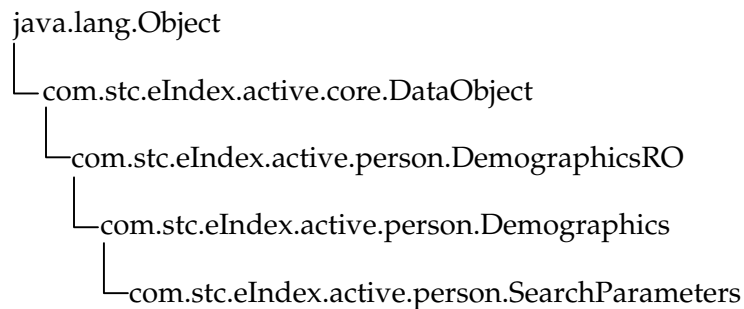 java.lang.Object
com.stc.eIndex.active.core.DataObject
com.stc.eIndex.active.person.DemographicsRO
com.stc.eIndex.active.person.Demographics
com.stc.eIndex.active.person.SearchParameters